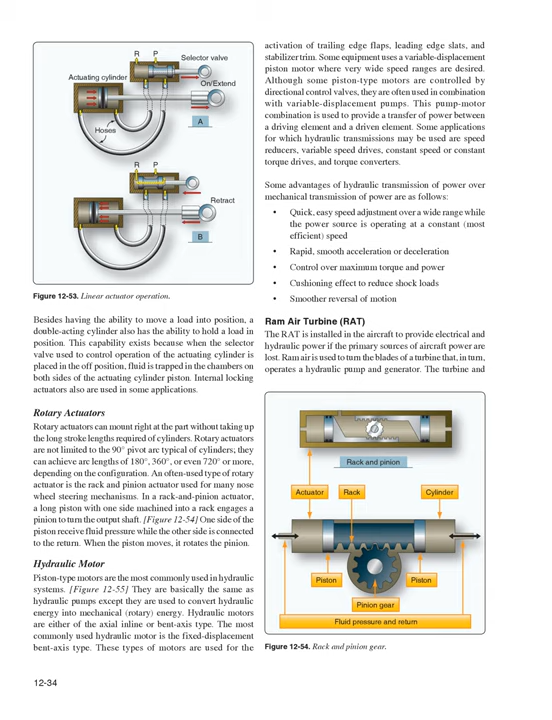 R P
Selector valve
Actuating cylinder
On/Extend
A
Hoses
R P
Retract
B
Figure 12-53. Linear actuator operation.
Besides having the ability to move a load into position, a
double-acting cylinder also has the ability to hold a load in
position. This capability exists because when the selector
valve used to control operation of the actuating cylinder is
placed in the off position, fluid is trapped in the chambers on
both sides of the actuating cylinder piston. Internal locking
actuators also are used in some applications.
Rotary Actuators
Rotary actuators can mount right at the part without taking up
the long stroke lengths required of cylinders. Rotary actuators
are not limited to the 90° pivot arc typical of cylinders; they
can achieve arc lengths of 180°, 360°, or even 720° or more,
depending on the configuration. An often-used type of rotary
actuator is the rack and pinion actuator used for many nose
wheel steering mechanisms. In a rack-and-pinion actuator,
a long piston with one side machined into a rack engages a
pinion to turn the output shaft. [Figure 12-54] One side of the
piston receive fluid pressure while the other side is connected
to the return. When the piston moves, it rotates the pinion.
Hydraulic Motor
Piston-type motors are the most commonly used in hydraulic
systems. [Figure 12-55] They are basically the same as
hydraulic pumps except they are used to convert hydraulic
energy into mechanical (rotary) energy. Hydraulic motors
are either of the axial inline or bent-axis type. The most
commonly used hydraulic motor is the fixed-displacement
bent-axis type. These types of motors are used for the
activation of trailing edge flaps, leading edge slats, and
stabilizer trim. Some equipment uses a variable-displacement
piston motor where very wide speed ranges are desired.
Although some piston-type motors are controlled by
directional control valves, they are often used in combination
with variable-displacement pumps. This pump-motor
combination is used to provide a transfer of power between
a driving element and a driven element. Some applications
for which hydraulic transmissions may be used are speed
reducers, variable speed drives, constant speed or constant
torque drives, and torque converters.
Some advantages of hydraulic transmission of power over
mechanical transmission of power are as follows:
• Quick, easy speed adjustment over a wide range while
the power source is operating at a constant (most
efficient) speed
• Rapid, smooth acceleration or deceleration
• Control over maximum torque and power
• Cushioning effect to reduce shock loads
• Smoother reversal of motion
Ram Air Turbine (RAT)
The RAT is installed in the aircraft to provide electrical and
hydraulic power if the primary sources of aircraft power are
lost. Ram air is used to turn the blades of a turbine that, in turn,
operates a hydraulic pump and generator. The turbine and
Rack and pinion
Actuator Rack Cylinder
Piston Piston
Pinion gear
Fluid pressure and return
Figure 12-54. Rack and pinion gear.
12-34